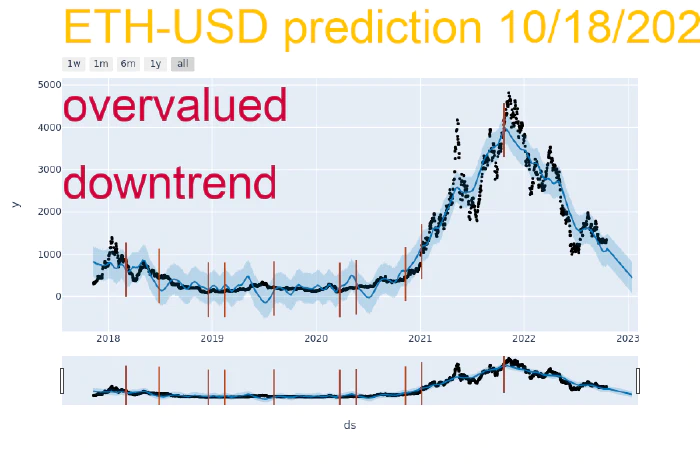 ETH-USD prediction 10/18/202
1w 1m 6m 1y all
5000
overvalued
4000
3000
downtrend
y
2000
1000
0
2018 2019 2020 2021 2022 2023
ds